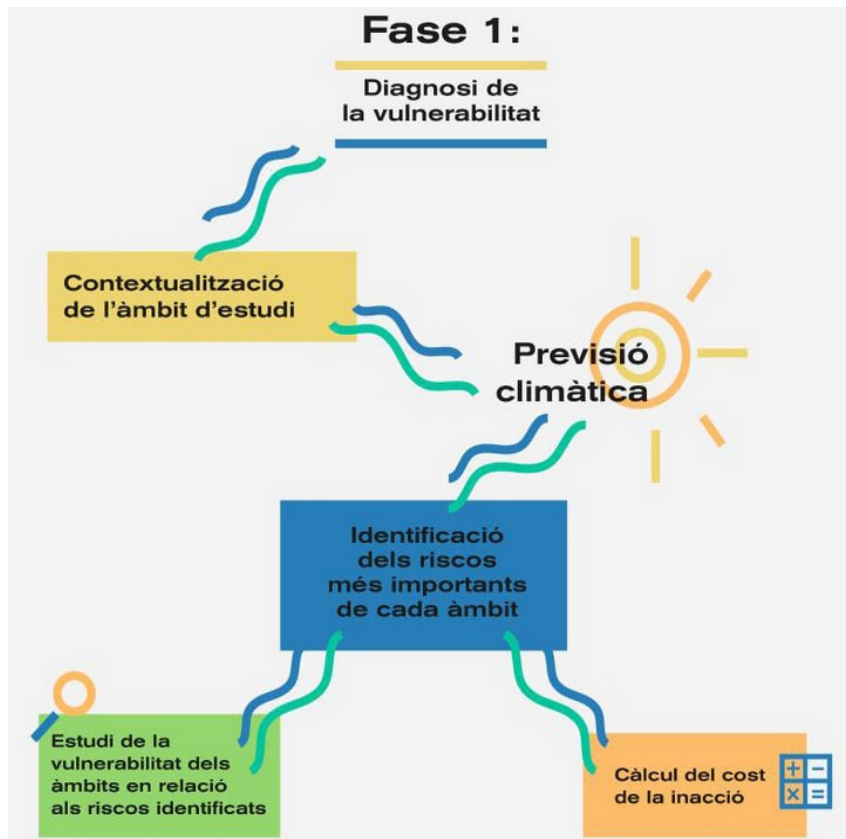 Fase 1:
Diagnosi de
la vulnerabilitat
Contextualització
de l'àmbit d'estudi
Previsió
climàtica
Identificació
dels riscos
més importants
de cada àmbit
Estudi de la
vulnerabilitat dels
àmbits en relació
als riscos identificats
Càlcul del cost
de la inacció
+ −
× =